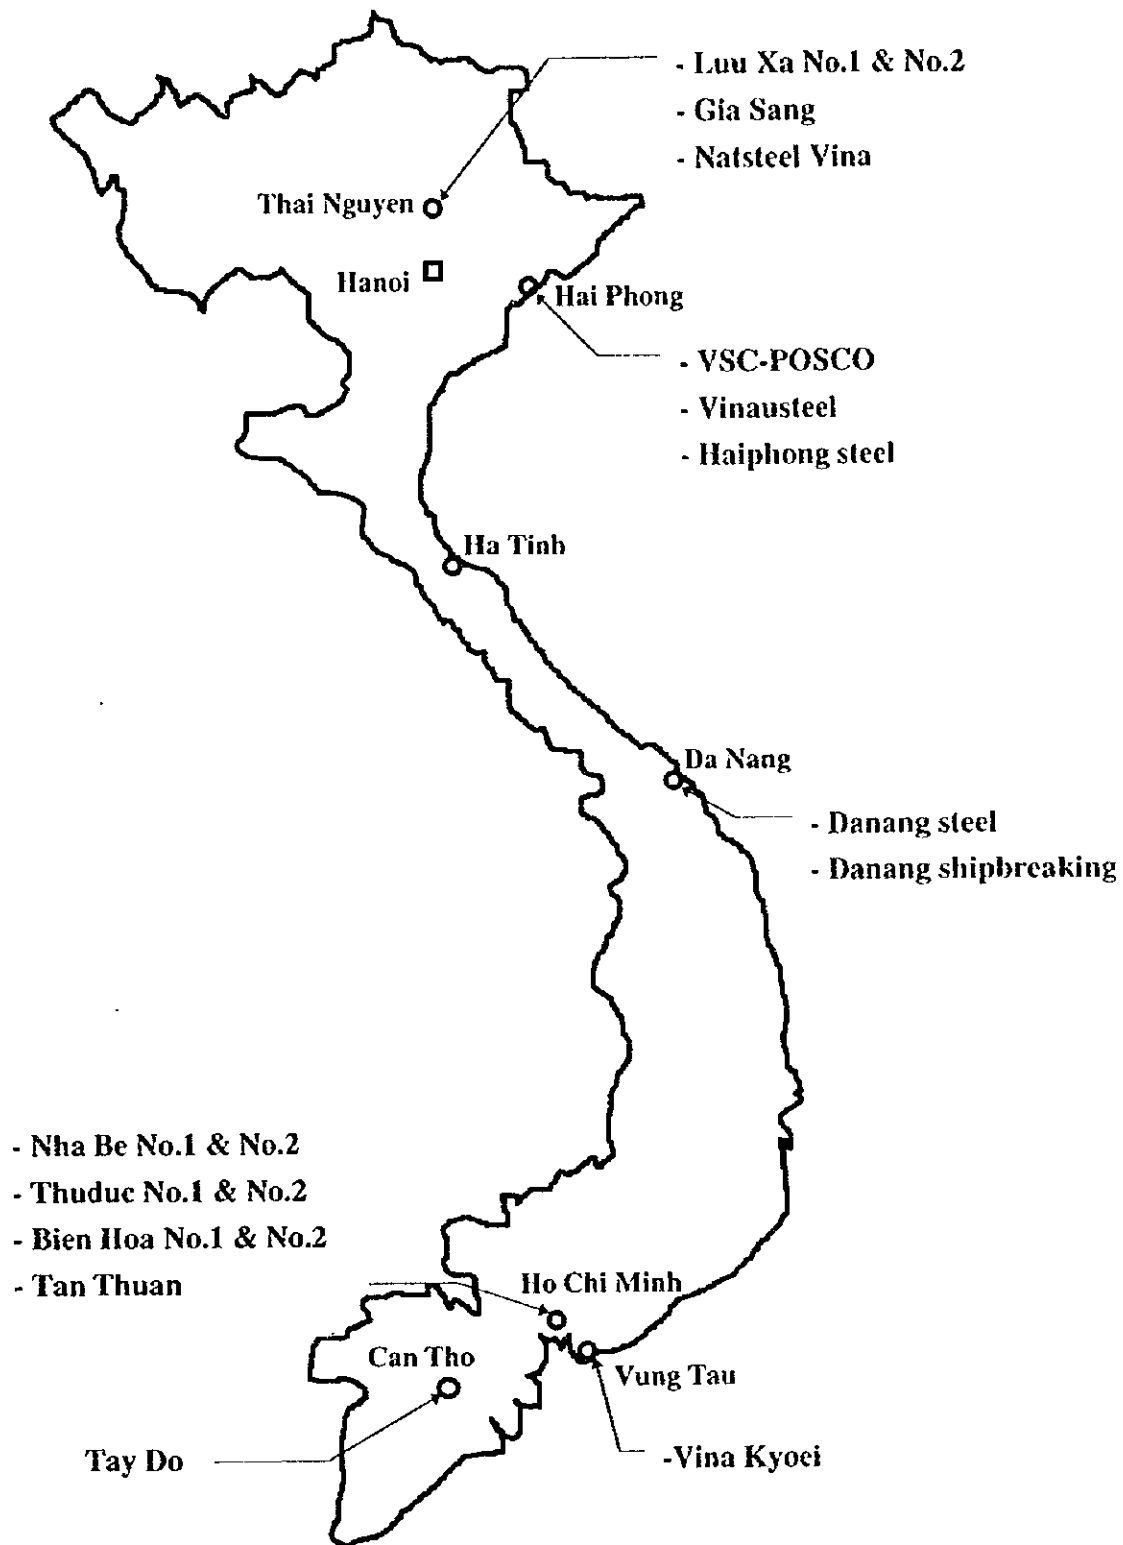 - Luu Xa No.1 & No.2
- Gia Sang
- Natsteel Vina
Thai Nguyen
Hanoi
Hai Phong
- VSC-POSCO
- Vinausteel
- Haiphong steel
Ha Tinh
Da Nang
- Danang steel
- Danang shipbreaking
- Nha Be No.1 & No.2
- Thuduc No.1 & No.2
- Bien Hoa No.1 & No.2
- Tan Thuan
Ho Chi Minh
Can Tho
Vung Tau
Tay Do
-Vina Kyoei